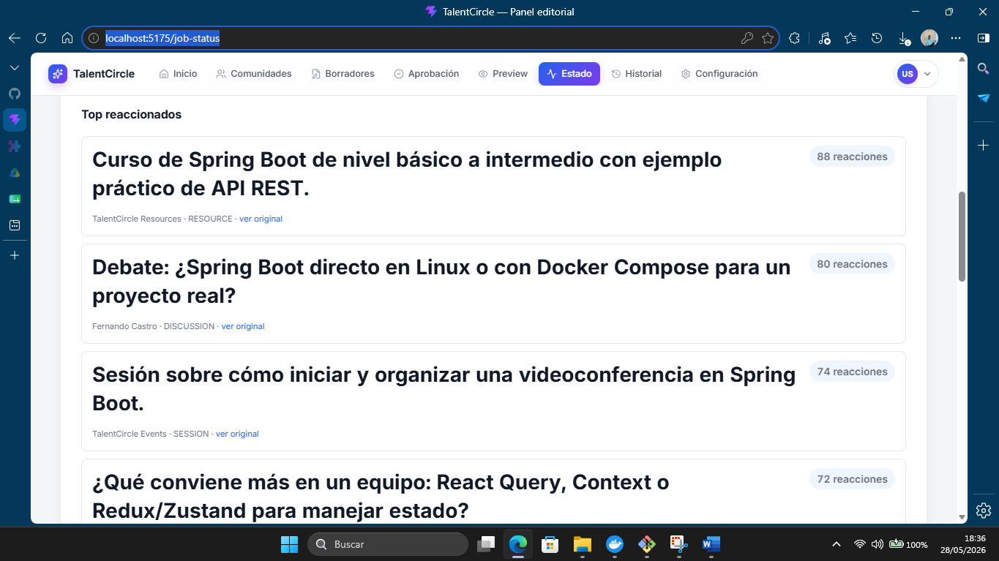 TalentCircle — Panel editorial
localhost:5175/job-status
TalentCircle
Inicio
Comunidades
Borradores
Aprobación
Preview
Estado
Historial
Configuración
US
Top reaccionados
Curso de Spring Boot de nivel básico a intermedio con ejemplo
práctico de API REST.
88 reacciones
TalentCircle Resources · RESOURCE · ver original
Debate: ¿Spring Boot directo en Linux o con Docker Compose para un
proyecto real?
80 reacciones
Fernando Castro · DISCUSSION · ver original
Sesión sobre cómo iniciar y organizar una videoconferencia en Spring
Boot.
74 reacciones
TalentCircle Events · SESSION · ver original
¿Qué conviene más en un equipo: React Query, Context o
Redux/Zustand para manejar estado?
72 reacciones
Buscar
100%
18:36
28/05/2026